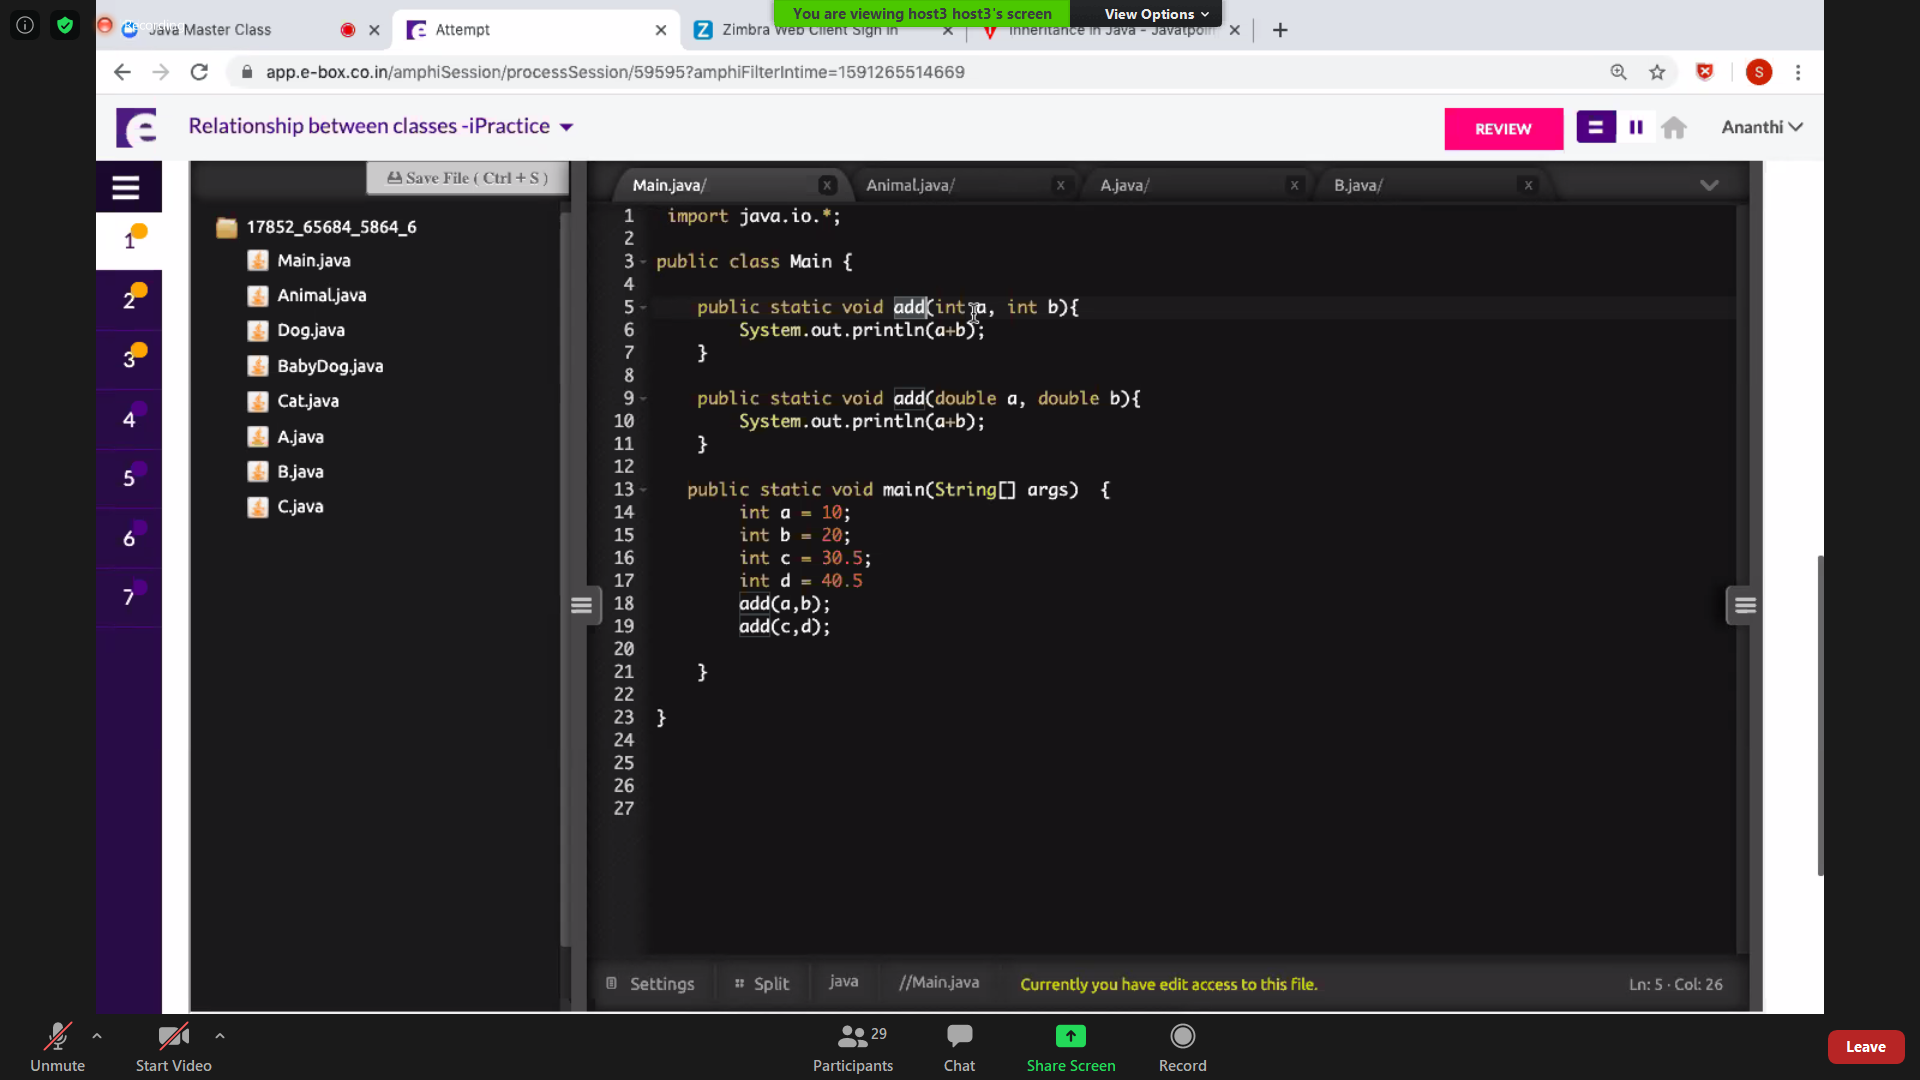 Recording
Java Master Class
Attempt
Zimbra Web Client Sign In
Inheritance in Java - Javatpoin
You are viewing host3 host3's screen
View Options
app.e-box.co.in/amphiSession/processSession/59595?amphiFilterIntime=1591265514669
S
Relationship between classes -iPractice
REVIEW
Ananthi
Save File ( Ctrl + S )
1
2
3
4
5
6
7
17852_65684_5864_6
Main.java
Animal.java
Dog.java
BabyDog.java
Cat.java
A.java
B.java
C.java
Main.java/ x
Animal.java/ x
A.java/ x
B.java/ x
1 import java.io.*;
2
3 public class Main {
4
5 public static void add(int a, int b){
6 System.out.println(a+b);
7 }
8
9 public static void add(double a, double b){
10 System.out.println(a+b);
11 }
12
13 public static void main(String[] args) {
14 int a = 10;
15 int b = 20;
16 int c = 30.5;
17 int d = 40.5
18 add(a,b);
19 add(c,d);
20
21 }
22
23 }
24
25
26
27
Settings
Split
java
//Main.java
Currently you have edit access to this file.
Ln: 5 · Col: 26
Unmute
Start Video
29
Participants
Chat
Share Screen
Record
Leave